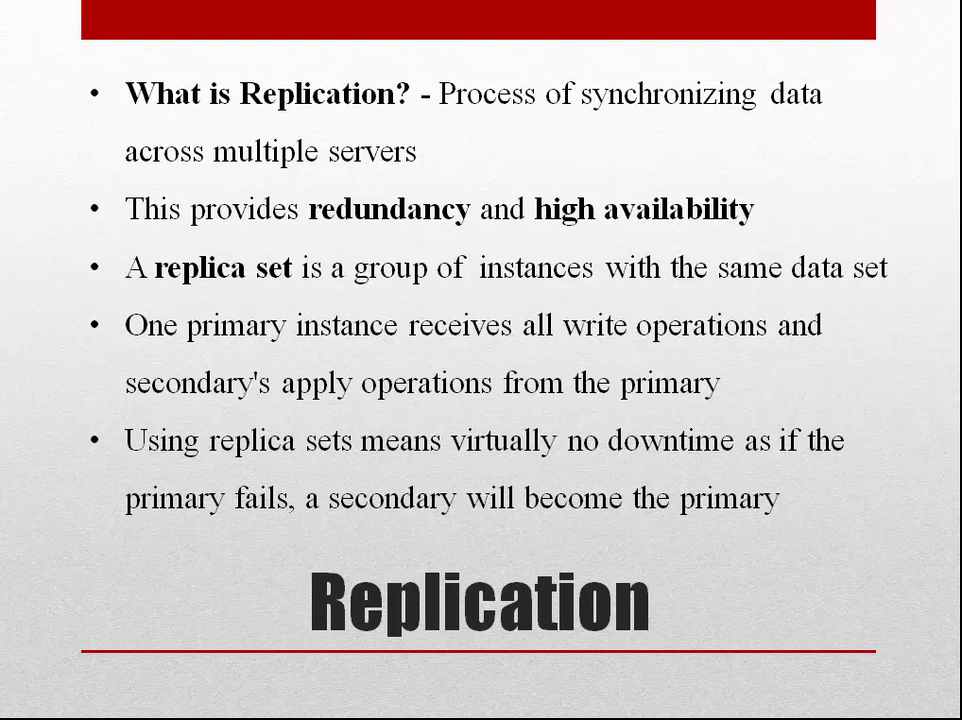 • What is Replication? - Process of synchronizing data
across multiple servers
• This provides redundancy and high availability
• A replica set is a group of instances with the same data set
• One primary instance receives all write operations and
secondary's apply operations from the primary
• Using replica sets means virtually no downtime as if the
primary fails, a secondary will become the primary
Replication